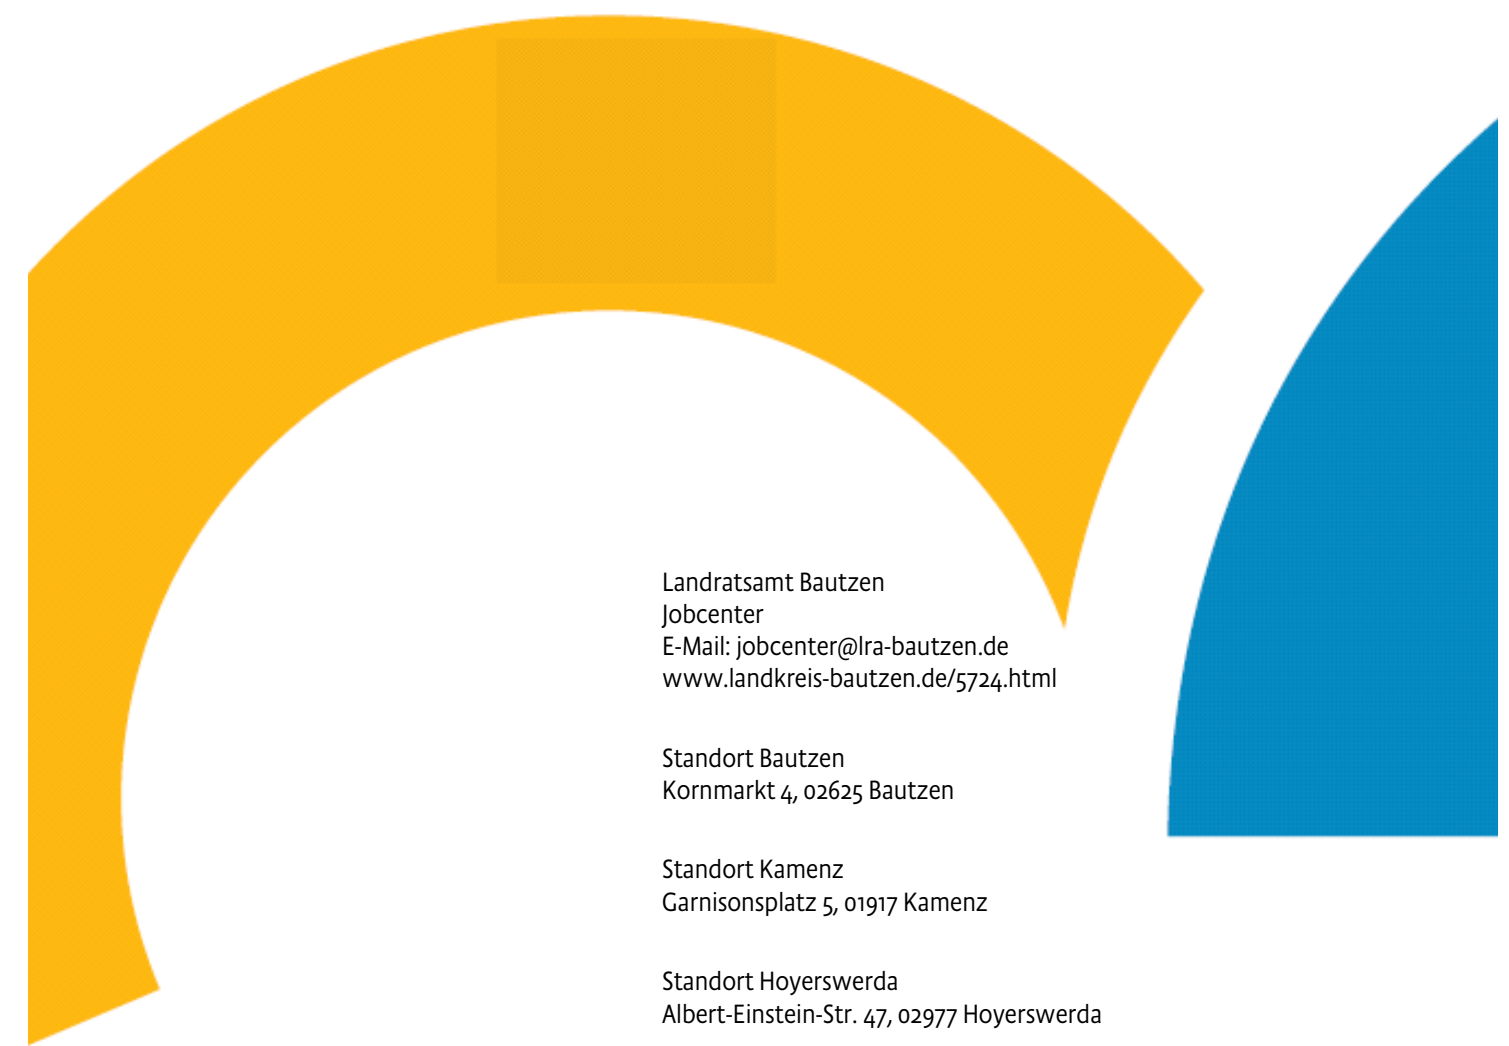 Landratsamt Bautzen
Jobcenter
E-Mail: jobcenter@lra-bautzen.de
www.landkreis-bautzen.de/5724.html
Standort Bautzen
Kornmarkt 4, 02625 Bautzen
Standort Kamenz
Garnisonsplatz 5, 01917 Kamenz
Standort Hoyerswerda
Albert-Einstein-Str. 47, 02977 Hoyerswerda